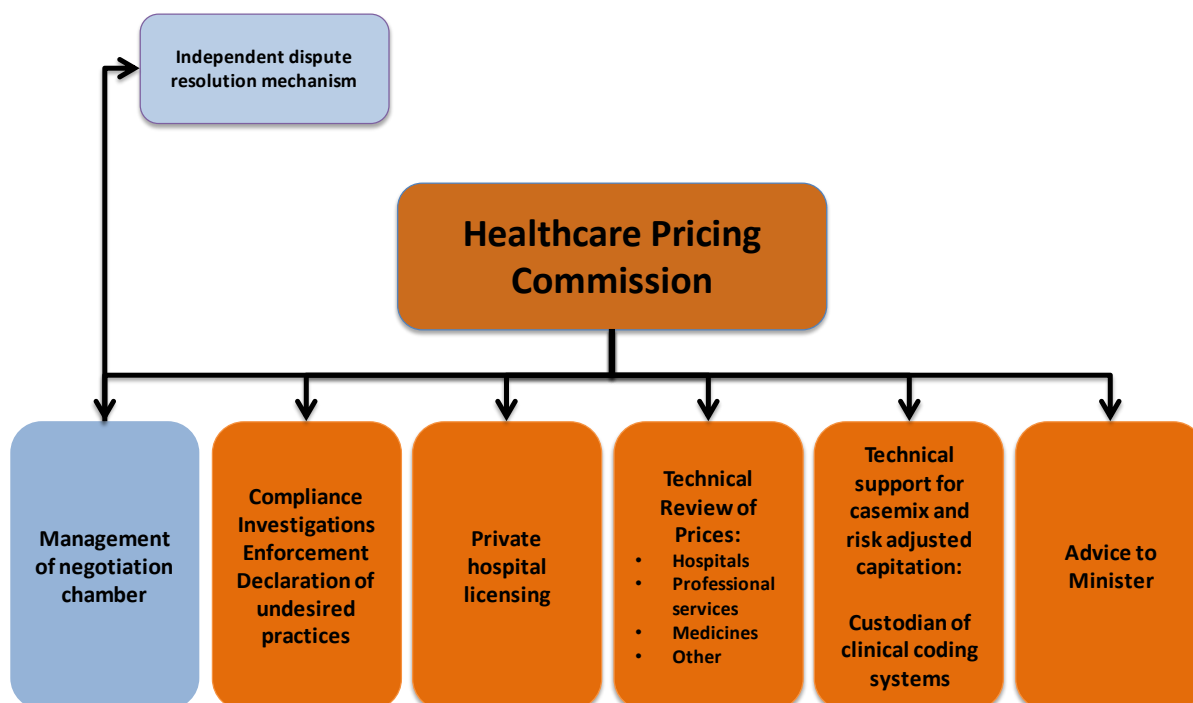 Independent dispute
resolution mechanism
Healthcare Pricing
Commission
Management
of negotiation
chamber
Compliance
Investigations
Enforcement
Declaration of
undesired
practices
Private
hospital
licensing
Technical
Review of
Prices:
• Hospitals
• Professional
services
• Medicines
• Other
Technical
support for
casemix and
risk adjusted
capitation:
Custodian of
clinical coding
systems
Advice to
Minister